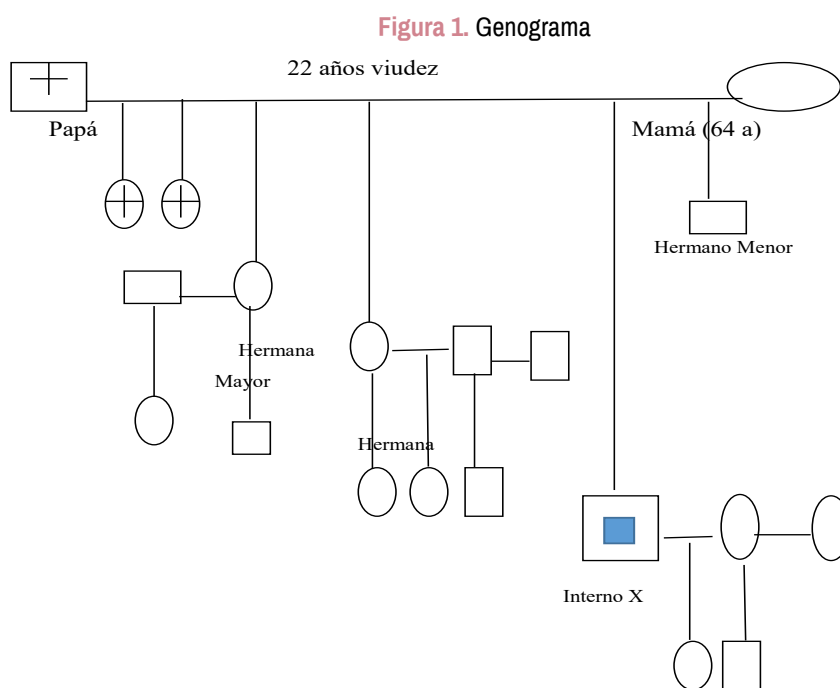 Figura 1. Genograma
22 años viudez
Papá
Mamá (64 a)
Hermano Menor
Hermana
Mayor
Hermana
Interno X